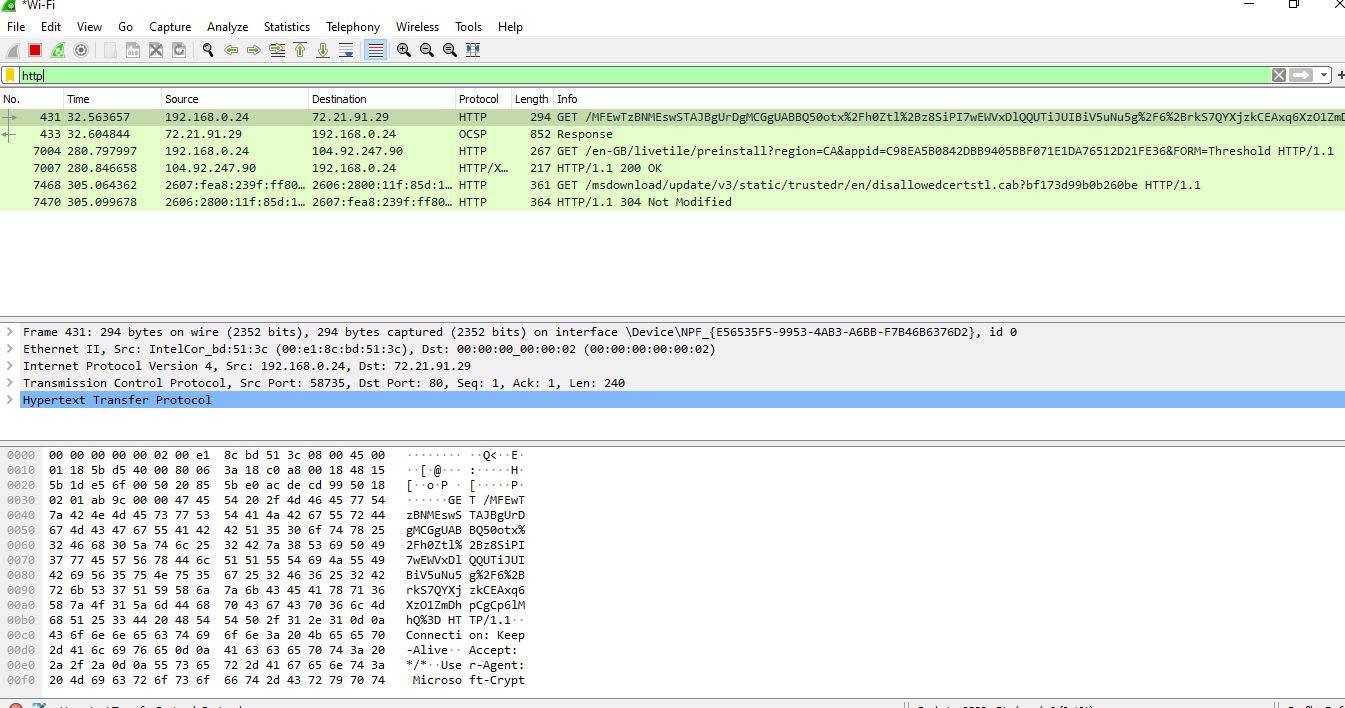 *Wi-Fi
File Edit View Go Capture Analyze Statistics Telephony Wireless Tools Help
http
No. Time Source Destination Protocol Length Info
431 32.563657 192.168.0.24 72.21.91.29 HTTP 294 GET /MFEwTzBNMEswSTAJBgUrDgMCGgUABBQ50otx%2Fh0Ztl%2Bz8SiPI7wEWVxDlQQUTiJUIBiV5uNu5g%2F6%2BrkS7QYXjzkCEAxq6XzO1ZmD
433 32.604844 72.21.91.29 192.168.0.24 OCSP 852 Response
7004 280.797997 192.168.0.24 104.92.247.90 HTTP 267 GET /en-GB/livetile/preinstall?region=CA&appid=C98EA5B0842DBB9405BBF071E1DA76512D21FE36&FORM=Threshold HTTP/1.1
7007 280.846658 104.92.247.90 192.168.0.24 HTTP/X… 217 HTTP/1.1 200 OK
7468 305.064362 2607:fea8:239f:ff80… 2606:2800:11f:85d:1… HTTP 361 GET /msdownload/update/v3/static/trustedr/en/disallowedcertstl.cab?bf173d99b0b260be HTTP/1.1
7470 305.099678 2606:2800:11f:85d:1… 2607:fea8:239f:ff80… HTTP 364 HTTP/1.1 304 Not Modified
Frame 431: 294 bytes on wire (2352 bits), 294 bytes captured (2352 bits) on interface \Device\NPF_{E56535F5-9953-4AB3-A6BB-F7B46B6376D2}, id 0
Ethernet II, Src: IntelCor_bd:51:3c (00:e1:8c:bd:51:3c), Dst: 00:00:00_00:00:02 (00:00:00:00:00:02)
Internet Protocol Version 4, Src: 192.168.0.24, Dst: 72.21.91.29
Transmission Control Protocol, Src Port: 58735, Dst Port: 80, Seq: 1, Ack: 1, Len: 240
Hypertext Transfer Protocol
0000 00 00 00 00 00 02 00 e1 8c bd 51 3c 08 00 45 00 ········ ··Q<··E·
0010 01 18 5b d5 40 00 80 06 3a 18 c0 a8 00 18 48 15 ··[·@··· :·····H·
0020 5b 1d e5 6f 00 50 20 85 5b e0 ac de cd 99 50 18 [··o·P · [·····P·
0030 02 01 ab 9c 00 00 47 45 54 20 2f 4d 46 45 77 54 ······GE T /MFEwT
0040 7a 42 4e 4d 45 73 77 53 54 41 4a 42 67 55 72 44 zBNMEswS TAJBgUrD
0050 67 4d 43 47 67 55 41 42 42 51 35 30 6f 74 78 25 gMCGgUAB BQ50otx%
0060 32 46 68 30 5a 74 6c 25 32 42 7a 38 53 69 50 49 2Fh0Ztl% 2Bz8SiPI
0070 37 77 45 57 56 78 44 6c 51 51 55 54 69 4a 55 49 7wEWVxDl QQUTiJUI
0080 42 69 56 35 75 4e 75 35 67 25 32 46 36 25 32 42 BiV5uNu5 g%2F6%2B
0090 72 6b 53 37 51 59 58 6a 7a 6b 43 45 41 78 71 36 rkS7QYXj zkCEAxq6
00a0 58 7a 4f 31 5a 6d 44 68 70 43 67 43 70 36 6c 4d XzO1ZmDh pCgCp6lM
00b0 68 51 25 33 44 20 48 54 54 50 2f 31 2e 31 0d 0a hQ%3D HT TP/1.1··
00c0 43 6f 6e 6e 65 63 74 69 6f 6e 3a 20 4b 65 65 70 Connecti on: Keep
00d0 2d 41 6c 69 76 65 0d 0a 41 63 63 65 70 74 3a 20 -Alive·· Accept:
00e0 2a 2f 2a 0d 0a 55 73 65 72 2d 41 67 65 6e 74 3a */*··Use r-Agent:
00f0 20 4d 69 63 72 6f 73 6f 66 74 2d 43 72 79 70 74 Microso ft-Crypt